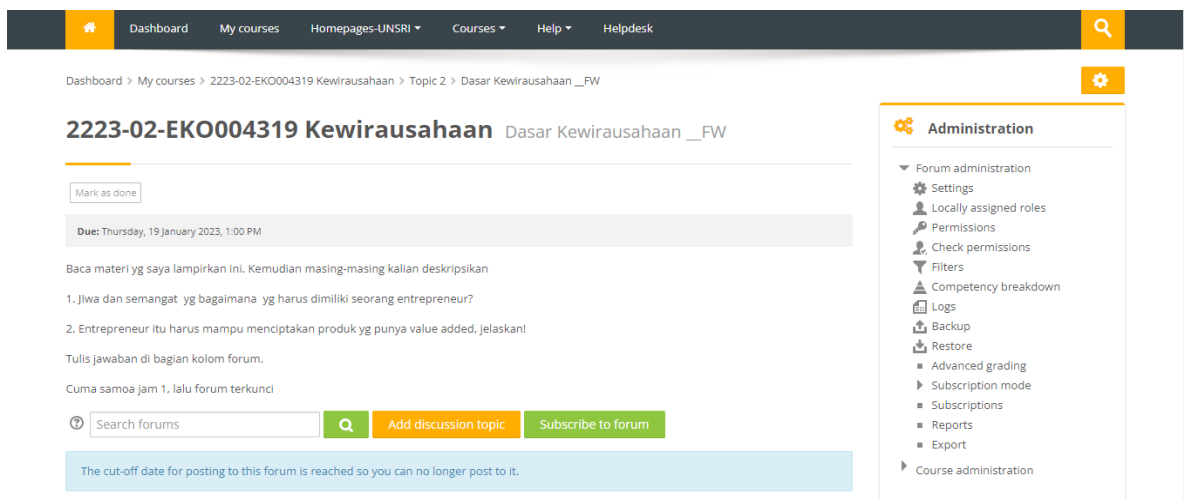 Dashboard My courses Homepages-UNSRI Courses Help Helpdesk
Dashboard > My courses > 2223-02-EKO004319 Kewirausahaan > Topic 2 > Dasar Kewirausahaan __FW
2223-02-EKO004319 Kewirausahaan Dasar Kewirausahaan __FW
Mark as done
Due: Thursday, 19 January 2023, 1:00 PM
Baca materi yg saya lampirkan ini. Kemudian masing-masing kalian deskripsikan
1. JIwa dan semangat yg bagaimana yg harus dimiliki seorang entrepreneur?
2. Entrepreneur itu harus mampu menciptakan produk yg punya value added, jelaskan!
Tulis jawaban di bagian kolom forum.
Cuma samoa jam 1, lalu forum terkunci
Search forums Add discussion topic Subscribe to forum
The cut-off date for posting to this forum is reached so you can no longer post to it.
Administration
Forum administration
Settings
Locally assigned roles
Permissions
Check permissions
Filters
Competency breakdown
Logs
Backup
Restore
Advanced grading
Subscription mode
Subscriptions
Reports
Export
Course administration